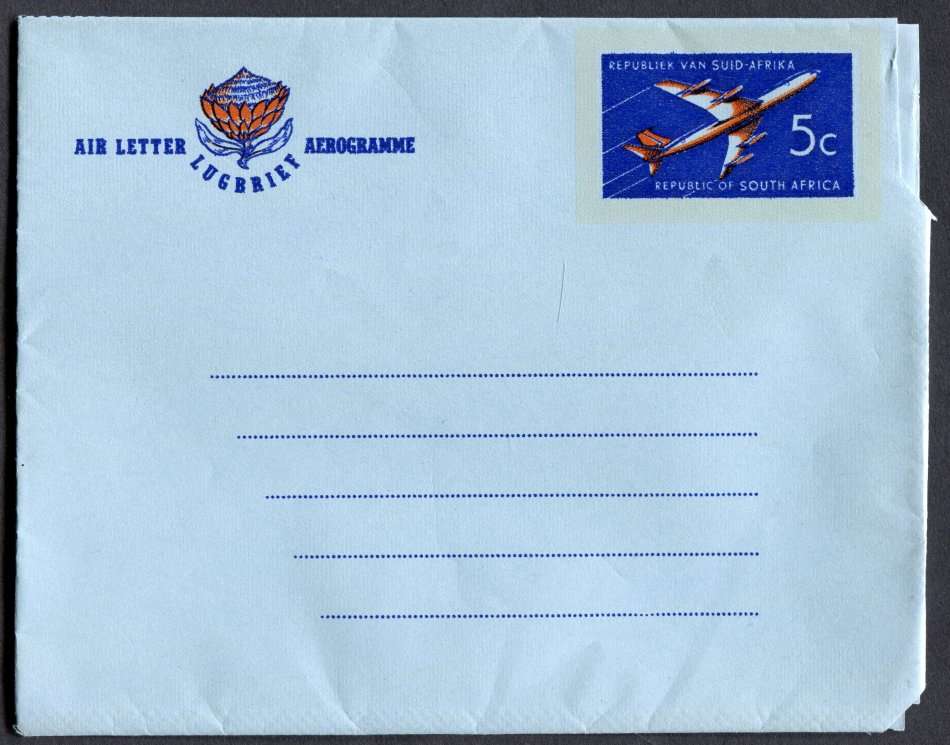 AIR LETTER AEROGRAMME
LUGBRIEF
REPUBLIEK VAN SUID-AFRIKA
5c
REPUBLIC OF SOUTH AFRICA